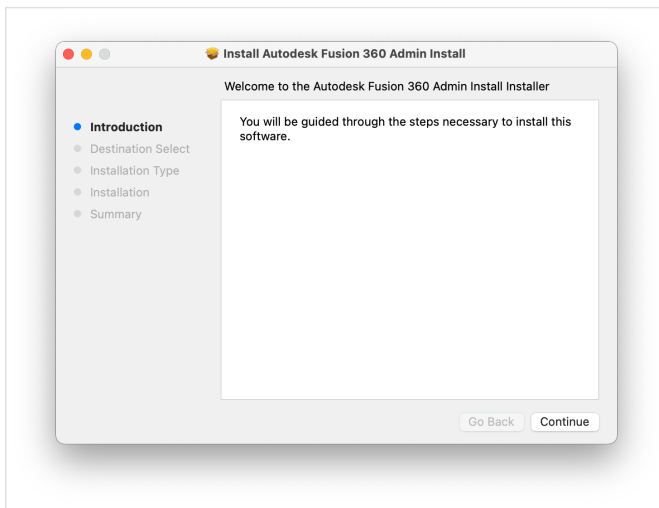 Install Autodesk Fusion 360 Admin Install
Welcome to the Autodesk Fusion 360 Admin Install Installer
Introduction
Destination Select
Installation Type
Installation
Summary
You will be guided through the steps necessary to install this
software.
Go Back
Continue